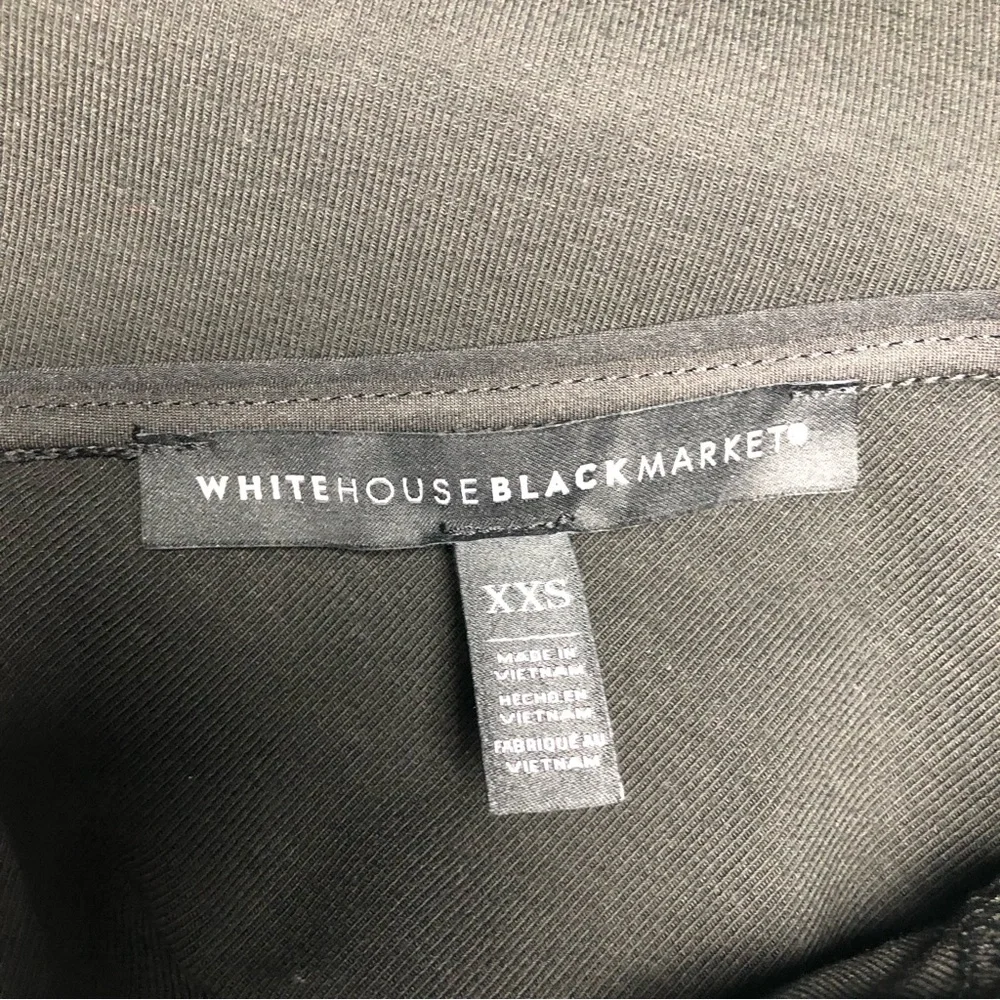 WHITEHOUSEBLACKMARKET
XXS
MADE IN
VIETNAM
HECHO EN
VIETNAM
FABRIQUÉ AU
VIETNAM